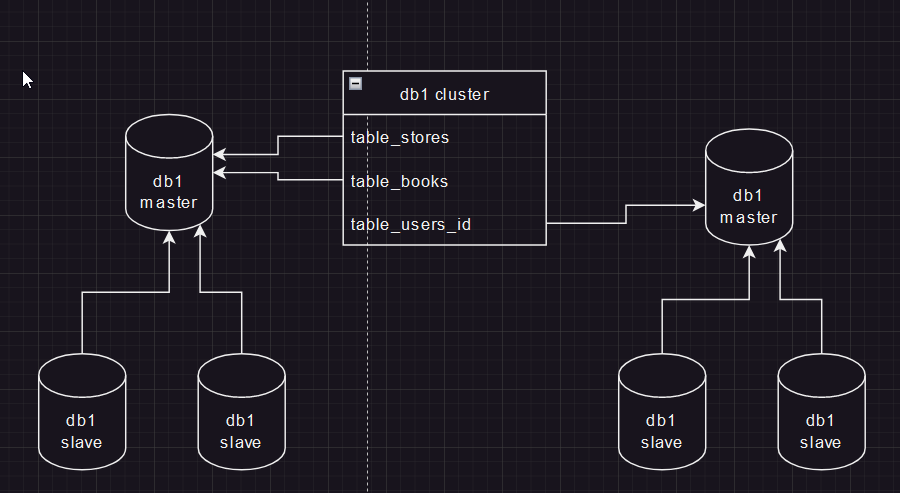 db1 cluster
table_stores
table_books
table_users_id
db1
master
db1
master
db1
slave
db1
slave
db1
slave
db1
slave